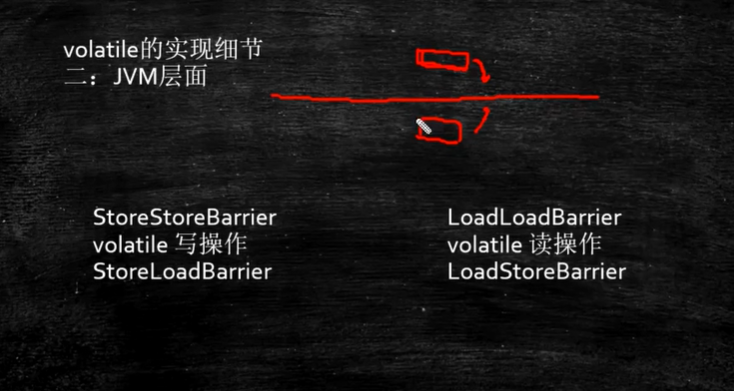 volatile的实现细节
二：JVM层面
StoreStoreBarrier
volatile 写操作
StoreLoadBarrier
LoadLoadBarrier
volatile 读操作
LoadStoreBarrier